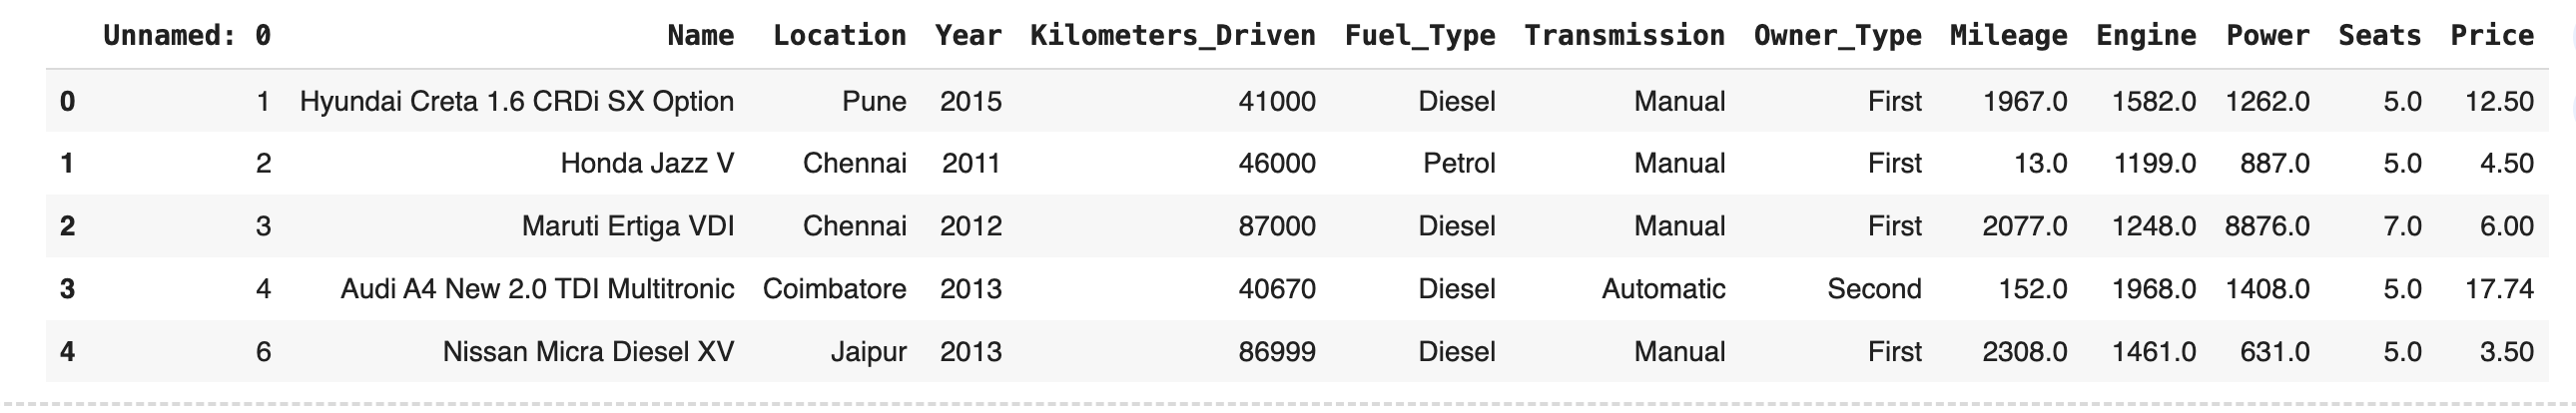 Unnamed: 0 Name Location Year Kilometers_Driven Fuel_Type Transmission Owner_Type Mileage Engine Power Seats Price
0 1 Hyundai Creta 1.6 CRDi SX Option Pune 2015 41000 Diesel Manual First 1967.0 1582.0 1262.0 5.0 12.50
1 2 Honda Jazz V Chennai 2011 46000 Petrol Manual First 13.0 1199.0 887.0 5.0 4.50
2 3 Maruti Ertiga VDI Chennai 2012 87000 Diesel Manual First 2077.0 1248.0 8876.0 7.0 6.00
3 4 Audi A4 New 2.0 TDI Multitronic Coimbatore 2013 40670 Diesel Automatic Second 152.0 1968.0 1408.0 5.0 17.74
4 6 Nissan Micra Diesel XV Jaipur 2013 86999 Diesel Manual First 2308.0 1461.0 631.0 5.0 3.50